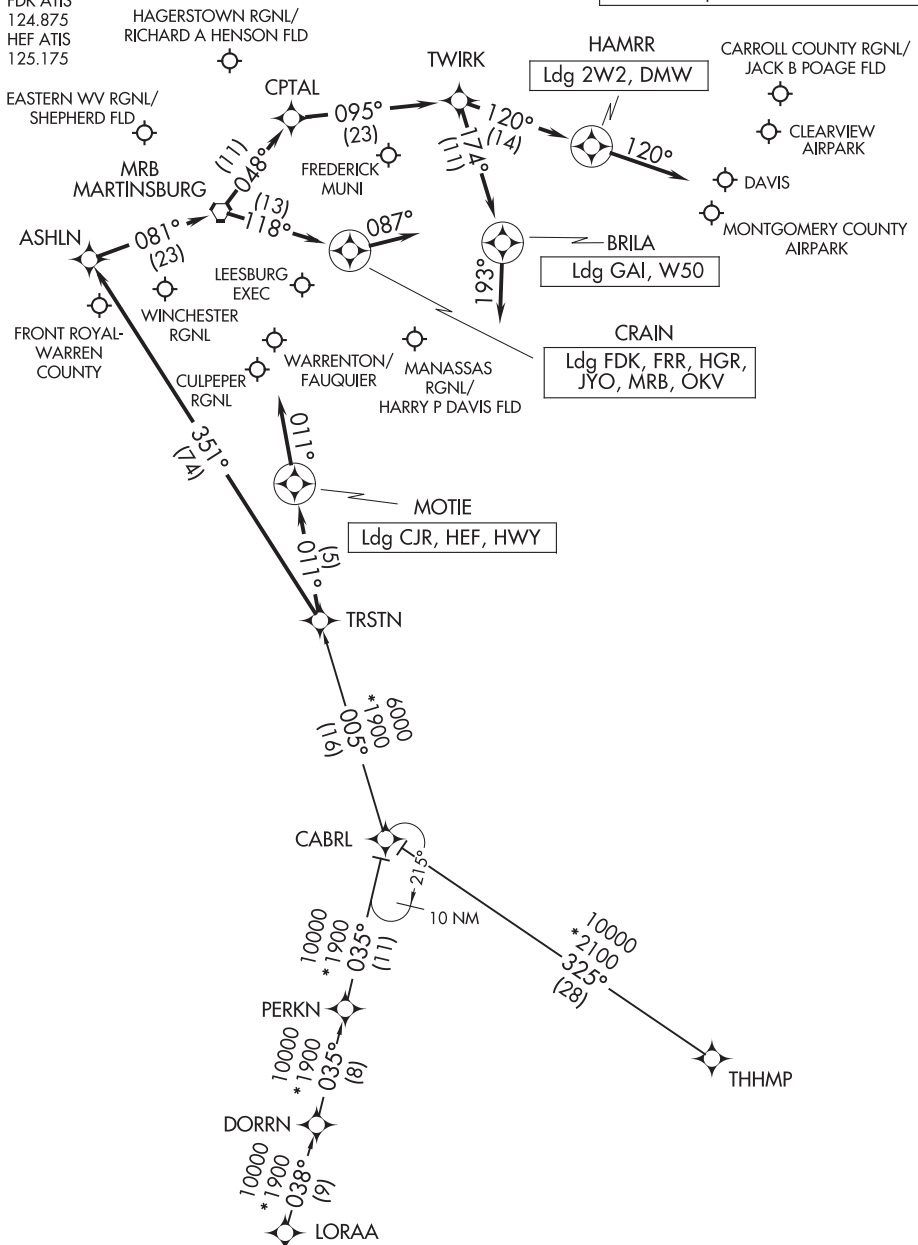 124.875
HEF ATIS
125.175
HAGERSTOWN RGNL/
RICHARD A HENSON FLD
EASTERN WV RGNL/
SHEPHERD FLD
CPTAL
095°
(23)
TWIRK
HAMRR
Ldg 2W2, DMW
CARROLL COUNTY RGNL/
JACK B POAGE FLD
CLEARVIEW
AIRPARK
120°
(14)
120°
DAVIS
MONTGOMERY COUNTY
AIRPARK
174°
(11)
FREDERICK
MUNI
MRB
MARTINSBURG
(11)
048°
(13)
118°
087°
ASHLN
081°
(23)
BRILA
Ldg GAI, W50
193°
LEESBURG
EXEC
WINCHESTER
RGNL
FRONT ROYAL-
WARREN
COUNTY
CRAIN
Ldg FDK, FRR, HGR,
JYO, MRB, OKV
CULPEPER
RGNL
WARRENTON/
FAUQUIER
MANASSAS
RGNL/
HARRY P DAVIS FLD
351°
(74)
011°
MOTIE
Ldg CJR, HEF, HWY
011°
(5)
TRSTN
6000
*1900
005°
(16)
CABRL
215°
10 NM
10000
*1900
035°
(11)
10000
*2100
325°
(28)
PERKN
THHMP
10000
*1900
035°
(8)
DORRN
10000
*1900
038°
(9)
LORAA